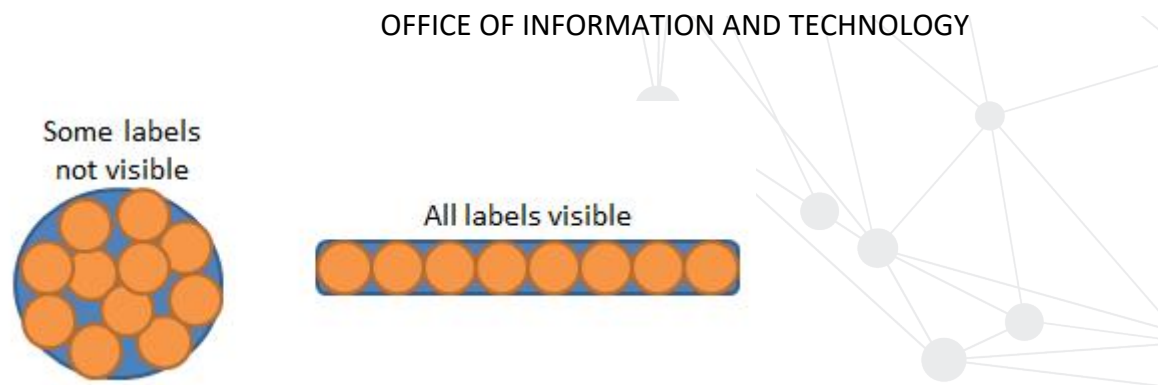 OFFICE OF INFORMATION AND TECHNOLOGY
Some labels
not visible
All labels visible